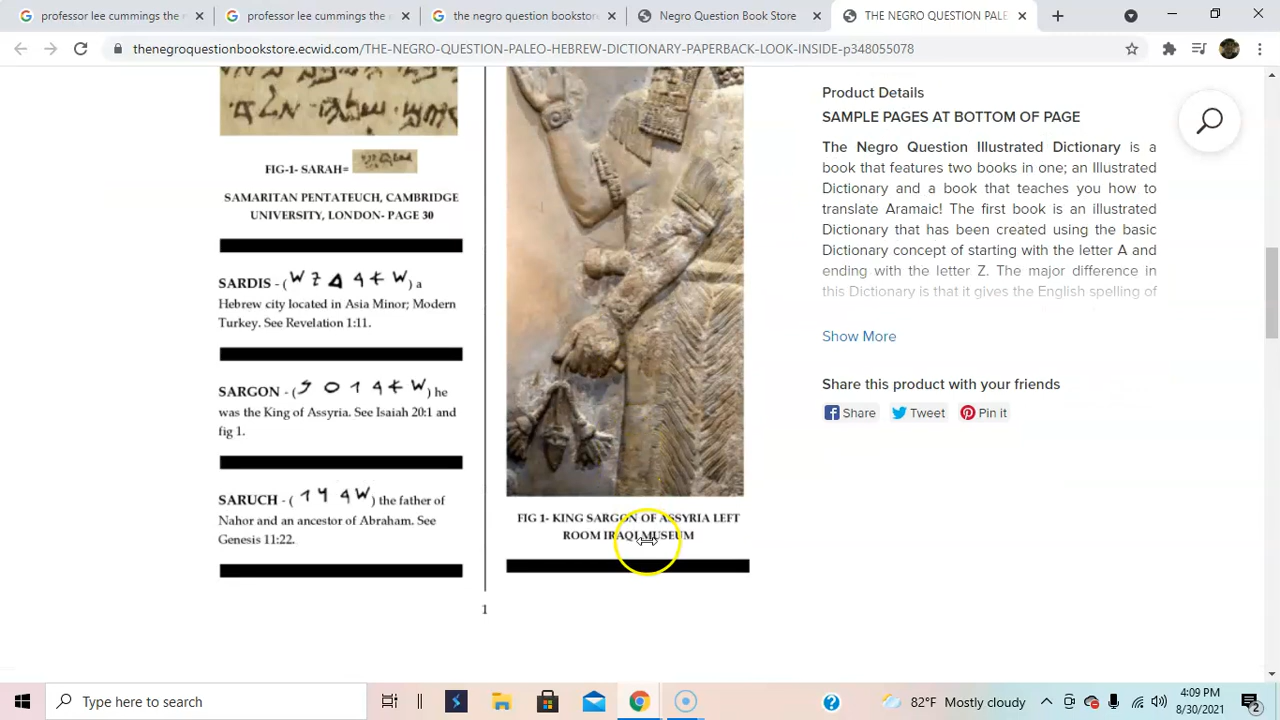 professor lee cummings the n
professor lee cummings the n
the negro question bookstore
Negro Question Book Store
THE NEGRO QUESTION PALE
thenegroquestionbookstore.ecwid.com/THE-NEGRO-QUESTION-PALEO-HEBREW-DICTIONARY-PAPERBACK-LOOK-INSIDE-p348055078
FIG-1- SARAH=
SAMARITAN PENTATEUCH, CAMBRIDGE
UNIVERSITY, LONDON- PAGE 30
SARDIS - ( ) a
Hebrew city located in Asia Minor; Modern
Turkey. See Revelation 1:11.
SARGON - ( ) he
was the King of Assyria. See Isaiah 20:1 and
fig 1.
SARUCH - ( ) the father of
Nahor and an ancestor of Abraham. See
Genesis 11:22.
FIG 1- KING SARGON OF ASSYRIA LEFT
ROOM IRAQI MUSEUM
1
Product Details
SAMPLE PAGES AT BOTTOM OF PAGE
The Negro Question Illustrated Dictionary is a
book that features two books in one; an Illustrated
Dictionary and a book that teaches you how to
translate Aramaic! The first book is an illustrated
Dictionary that has been created using the basic
Dictionary concept of starting with the letter A and
ending with the letter Z. The major difference in
this Dictionary is that it gives the English spelling of
Show More
Share this product with your friends
Share
Tweet
Pin it
Type here to search
82°F Mostly cloudy
4:09 PM
8/30/2021
2